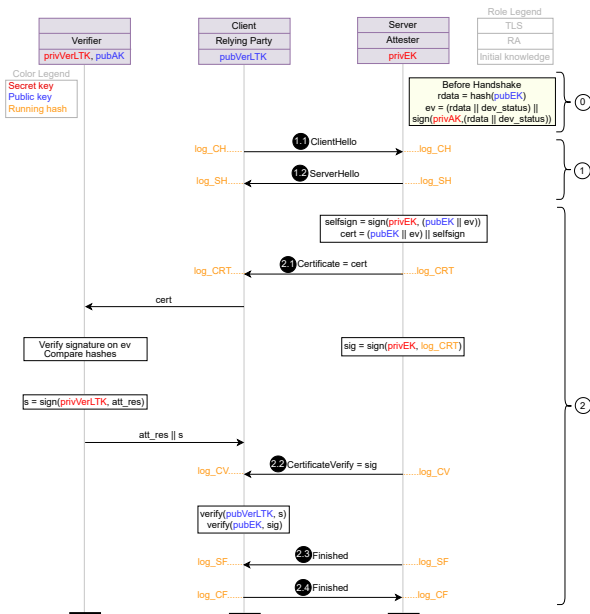 Role Legend
Client
Server
TLS
Verifier
Relying Party
Attester
RA
privVerLTK, pubAK
pubVerLTK
privEK
Initial knowledge
Color Legend
Secret key
Public key
Running hash
Before Handshake
rdata = hash(pubEK)
ev = (rdata || dev_status) ||
sign(privAK,(rdata || dev_status))
0
log_CH
1.1 ClientHello
log_CH
1
log_SH
1.2 ServerHello
log_SH
selfsign = sign(privEK, (pubEK || ev))
cert = (pubEK || ev) || selfsign
log_CRT
2.1 Certificate = cert
log_CRT
cert
Verify signature on ev
Compare hashes
sig = sign(privEK, log_CRT)
s = sign(privVerLTK, att_res)
2
att_res || s
log_CV
2.2 CertificateVerify = sig
log_CV
verify(pubVerLTK, s)
verify(pubEK, sig)
log_SF
2.3 Finished
log_SF
log_CF
2.4 Finished
log_CF